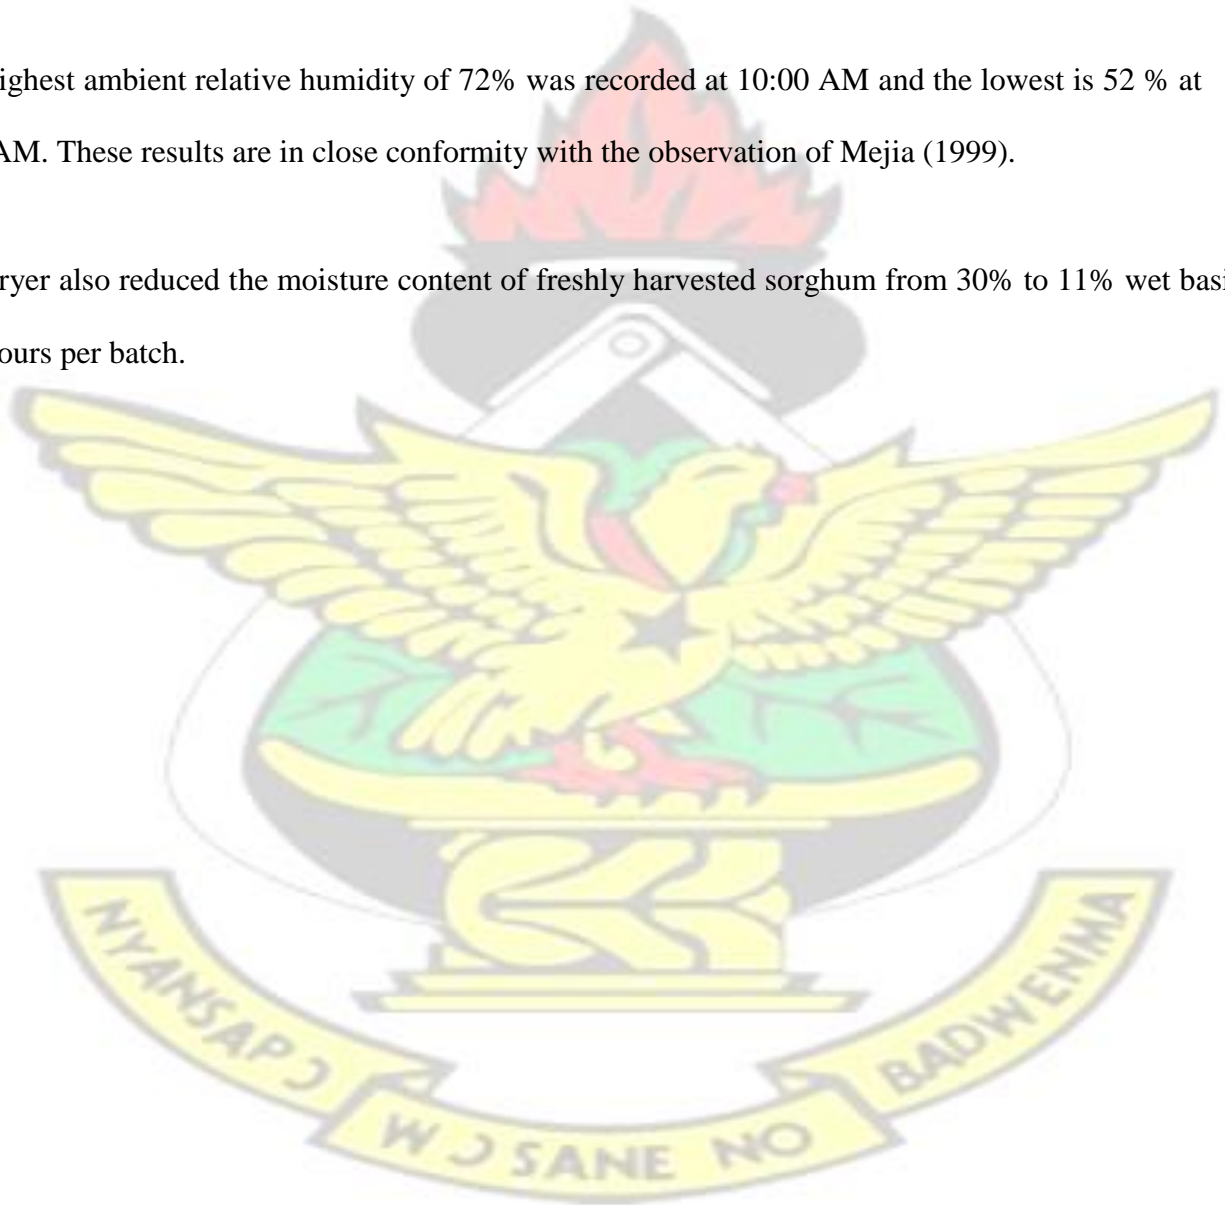 ighest ambient relative humidity of 72% was recorded at 10:00 AM and the lowest is 52 % at
AM. These results are in close conformity with the observation of Mejia (1999).
ryer also reduced the moisture content of freshly harvested sorghum from 30% to 11% wet basi
ours per batch.
NYANSAPƆ
WƆ SANE NO
BADWENMA